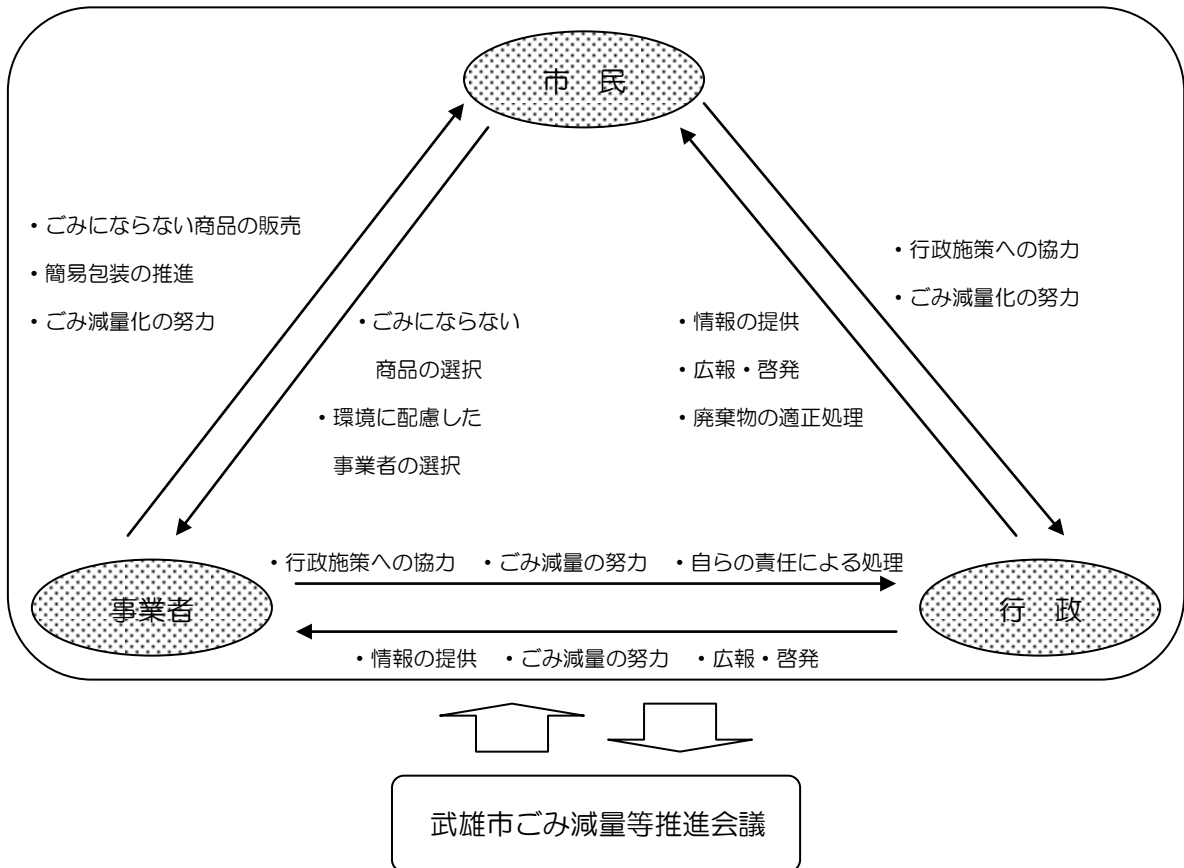 市　民
・ごみにならない商品の販売
・簡易包装の推進
・ごみ減量化の努力
・ごみにならない
商品の選択
・環境に配慮した
事業者の選択
・情報の提供
・広報・啓発
・廃棄物の適正処理
・行政施策への協力
・ごみ減量化の努力
・行政施策への協力　・ごみ減量の努力　・自らの責任による処理
事業者
行　政
・情報の提供　・ごみ減量の努力　・広報・啓発
武雄市ごみ減量等推進会議